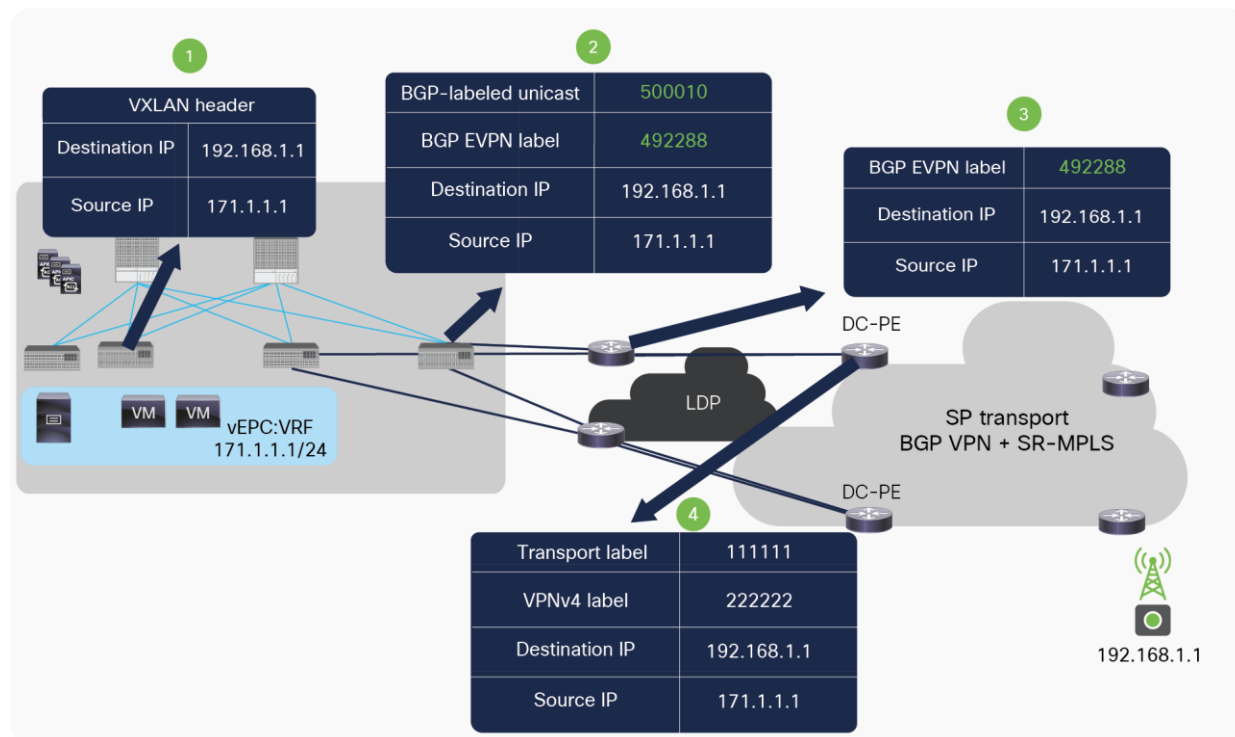 1
VXLAN header
Destination IP 192.168.1.1
Source IP 171.1.1.1
2
BGP-labeled unicast 500010
BGP EVPN label 492288
Destination IP 192.168.1.1
Source IP 171.1.1.1
3
BGP EVPN label 492288
Destination IP 192.168.1.1
Source IP 171.1.1.1
DC-PE
LDP
SP transport
BGP VPN + SR-MPLS
VM
VM
vEPC:VRF
171.1.1.1/24
DC-PE
4
Transport label 111111
VPNv4 label 222222
Destination IP 192.168.1.1
Source IP 171.1.1.1
192.168.1.1